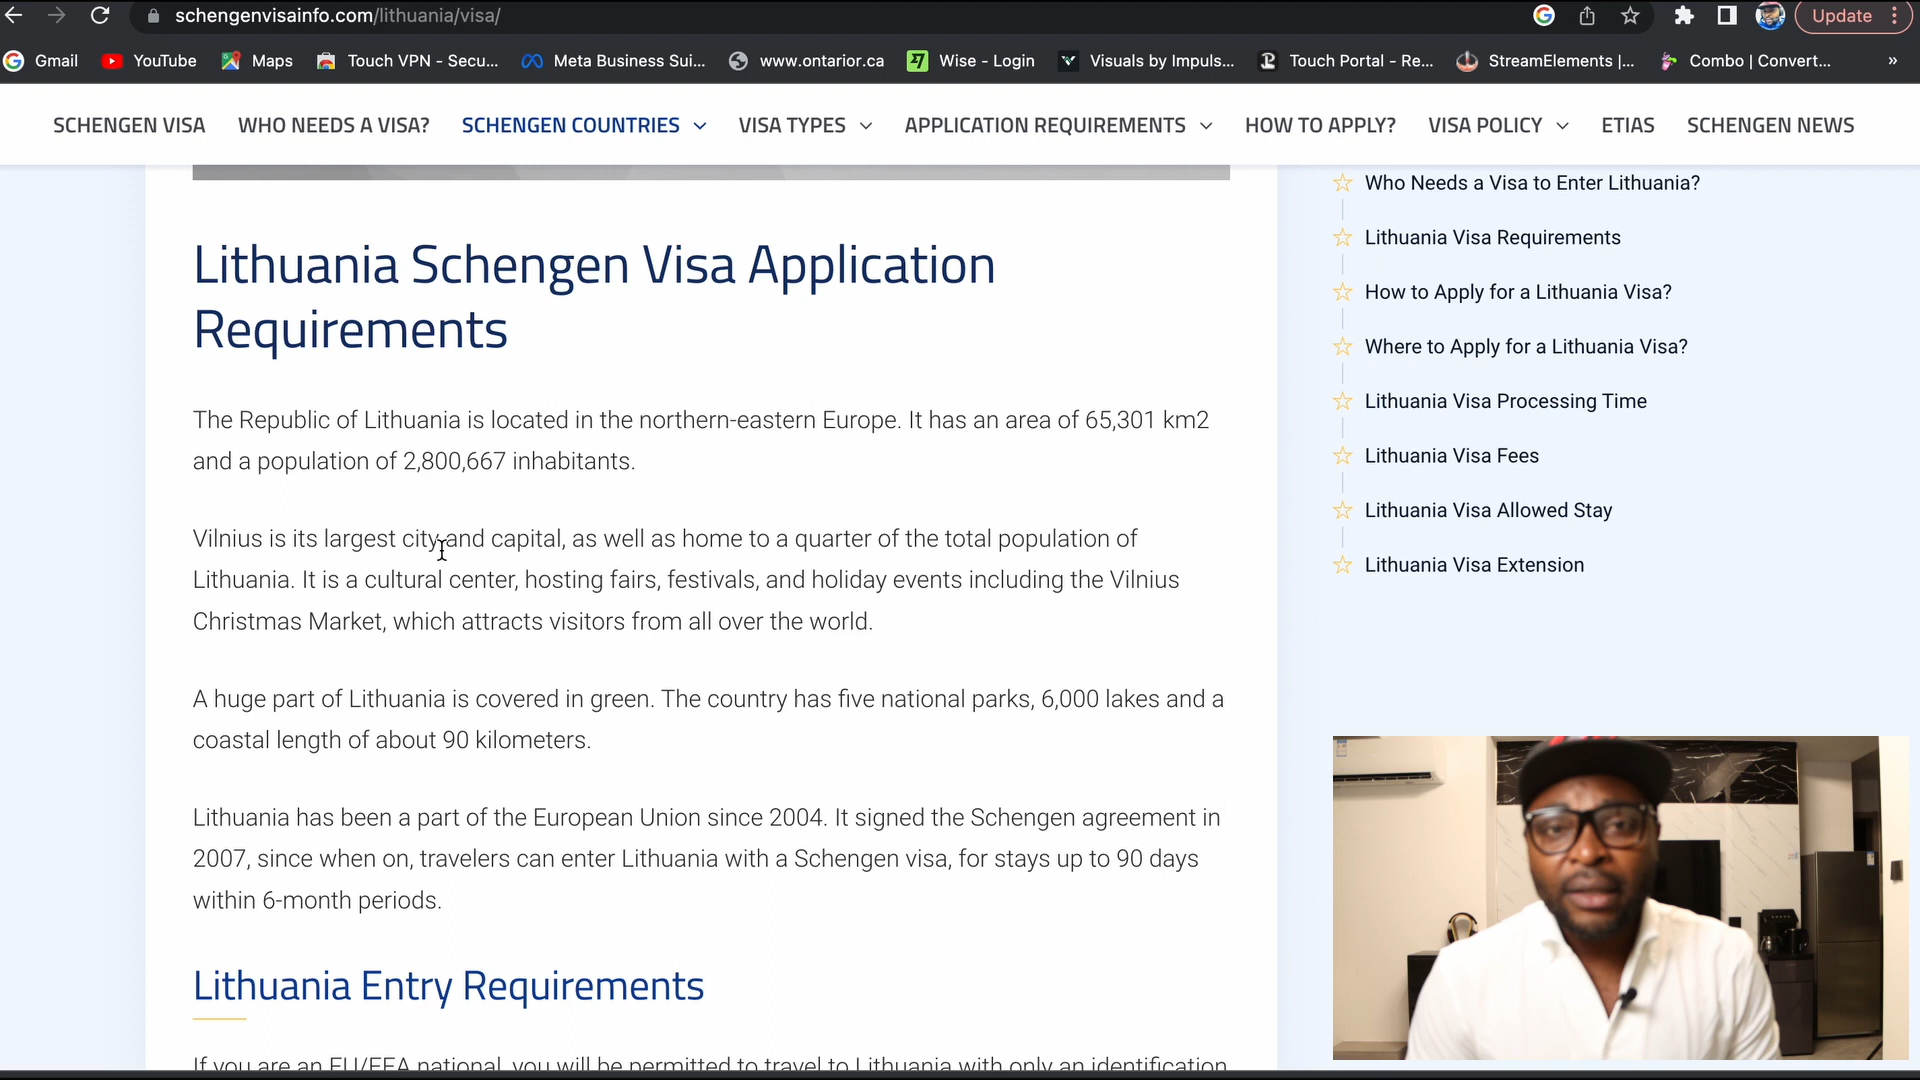 schengenvisainfo.com/lithuania/visa/
Update
Gmail YouTube Maps Touch VPN - Secu... Meta Business Sui... www.ontarior.ca Wise - Login Visuals by Impuls... Touch Portal - Re... StreamElements |... Combo | Convert... »
SCHENGEN VISA WHO NEEDS A VISA? SCHENGEN COUNTRIES VISA TYPES APPLICATION REQUIREMENTS HOW TO APPLY? VISA POLICY ETIAS SCHENGEN NEWS
Lithuania Schengen Visa Application
Requirements
The Republic of Lithuania is located in the northern-eastern Europe. It has an area of 65,301 km2
and a population of 2,800,667 inhabitants.
Vilnius is its largest city and capital, as well as home to a quarter of the total population of
Lithuania. It is a cultural center, hosting fairs, festivals, and holiday events including the Vilnius
Christmas Market, which attracts visitors from all over the world.
A huge part of Lithuania is covered in green. The country has five national parks, 6,000 lakes and a
coastal length of about 90 kilometers.
Lithuania has been a part of the European Union since 2004. It signed the Schengen agreement in
2007, since when on, travelers can enter Lithuania with a Schengen visa, for stays up to 90 days
within 6-month periods.
Lithuania Entry Requirements
If you are an EU/EEA national, you will be permitted to travel to Lithuania with only an identification
Who Needs a Visa to Enter Lithuania?
Lithuania Visa Requirements
How to Apply for a Lithuania Visa?
Where to Apply for a Lithuania Visa?
Lithuania Visa Processing Time
Lithuania Visa Fees
Lithuania Visa Allowed Stay
Lithuania Visa Extension